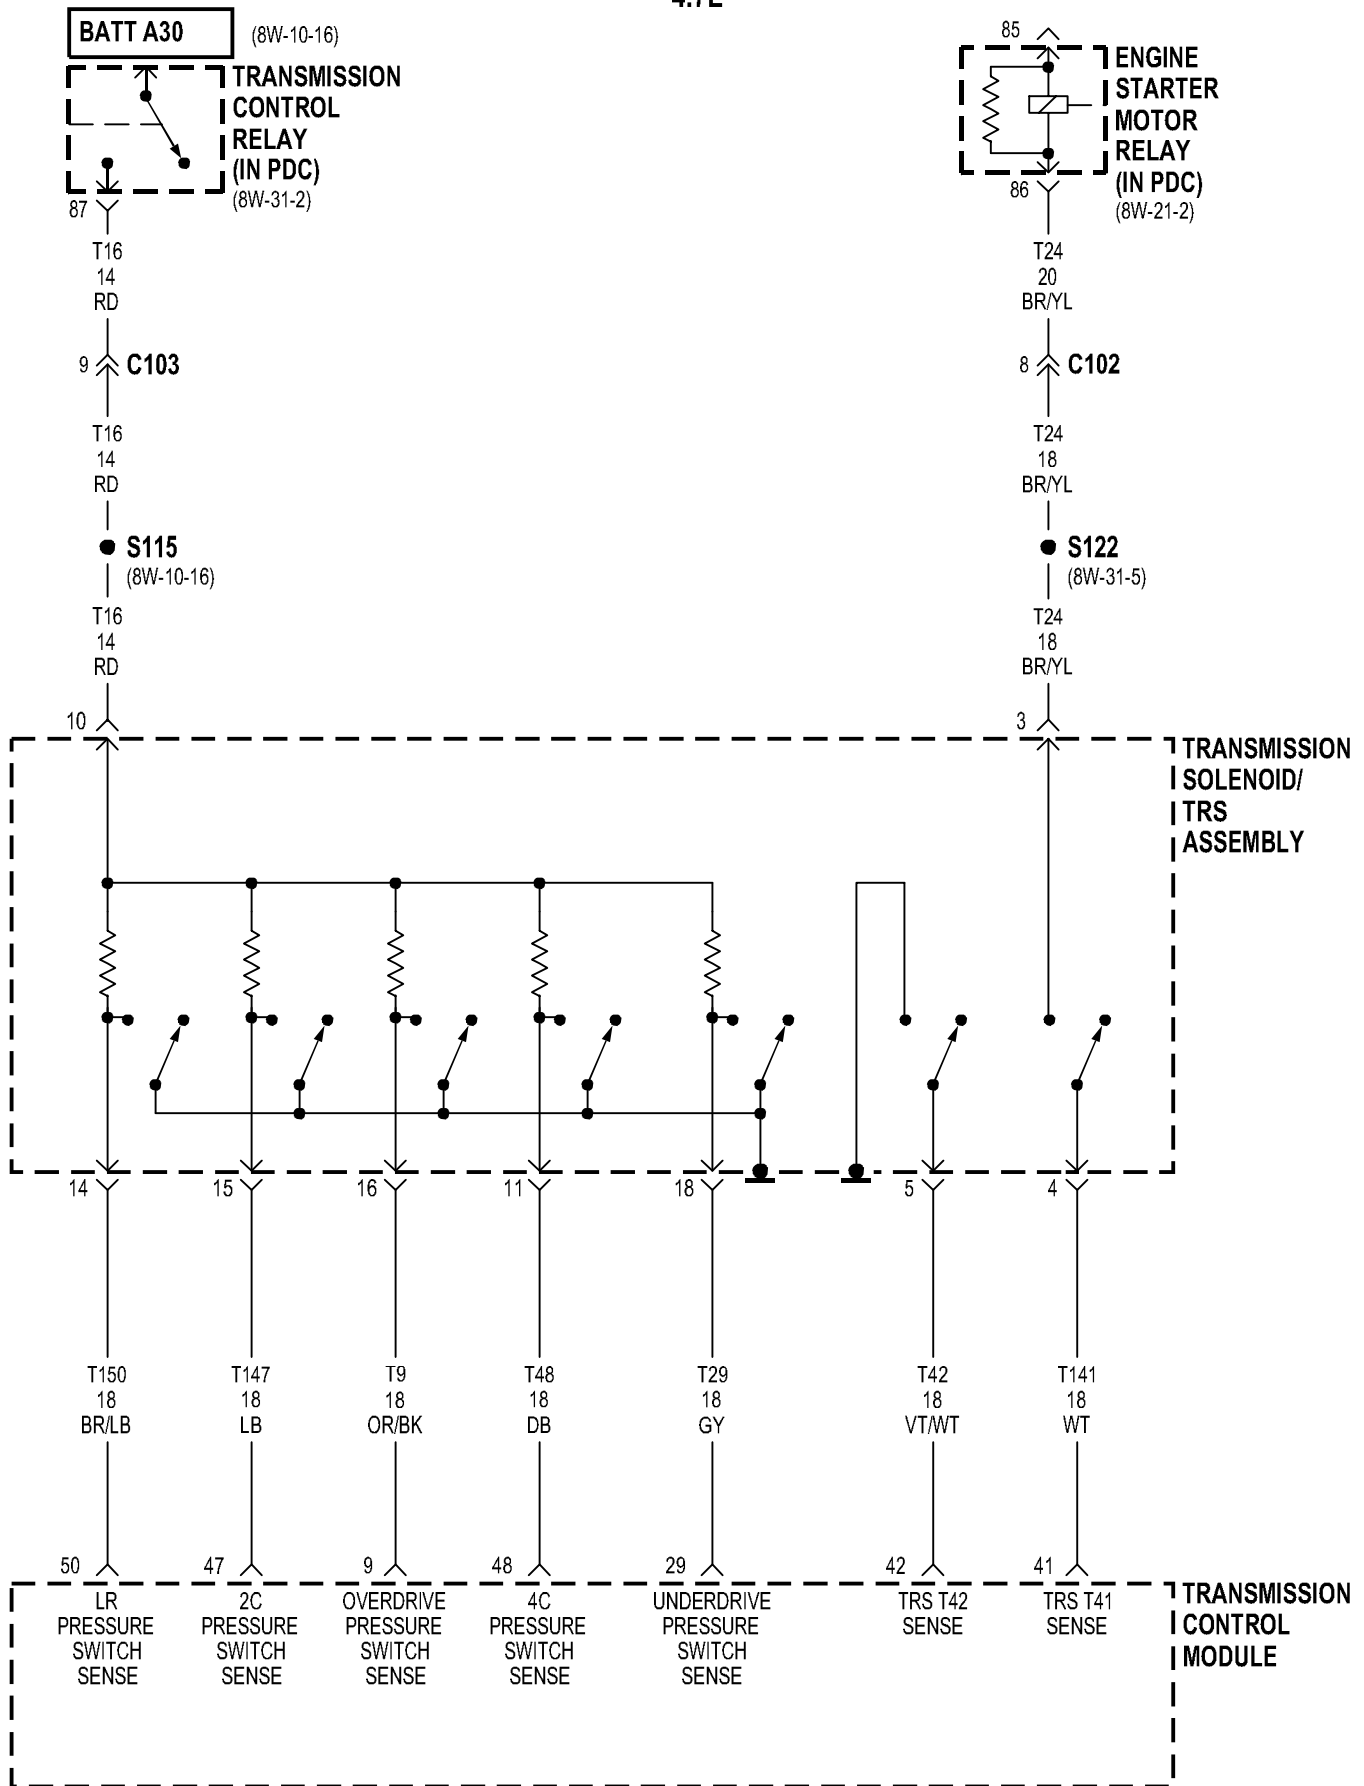 4.7L
BATT A30
(8W-10-16)
TRANSMISSION
CONTROL
RELAY
(IN PDC)
(8W-31-2)
87
T16
14
RD
9
C103
T16
14
RD
S115
(8W-10-16)
T16
14
RD
10
85
ENGINE
STARTER
MOTOR
RELAY
(IN PDC)
(8W-21-2)
86
T24
20
BR/YL
8
C102
T24
18
BR/YL
S122
(8W-31-5)
T24
18
BR/YL
3
TRANSMISSION
SOLENOID/
TRS
ASSEMBLY
14
15
16
11
18
5
4
T150
18
BR/LB
T147
18
LB
T9
18
OR/BK
T48
18
DB
T29
18
GY
T42
18
VT/WT
T141
18
WT
50
47
9
48
29
42
41
LR
PRESSURE
SWITCH
SENSE
2C
PRESSURE
SWITCH
SENSE
OVERDRIVE
PRESSURE
SWITCH
SENSE
4C
PRESSURE
SWITCH
SENSE
UNDERDRIVE
PRESSURE
SWITCH
SENSE
TRS T42
SENSE
TRS T41
SENSE
TRANSMISSION
CONTROL
MODULE